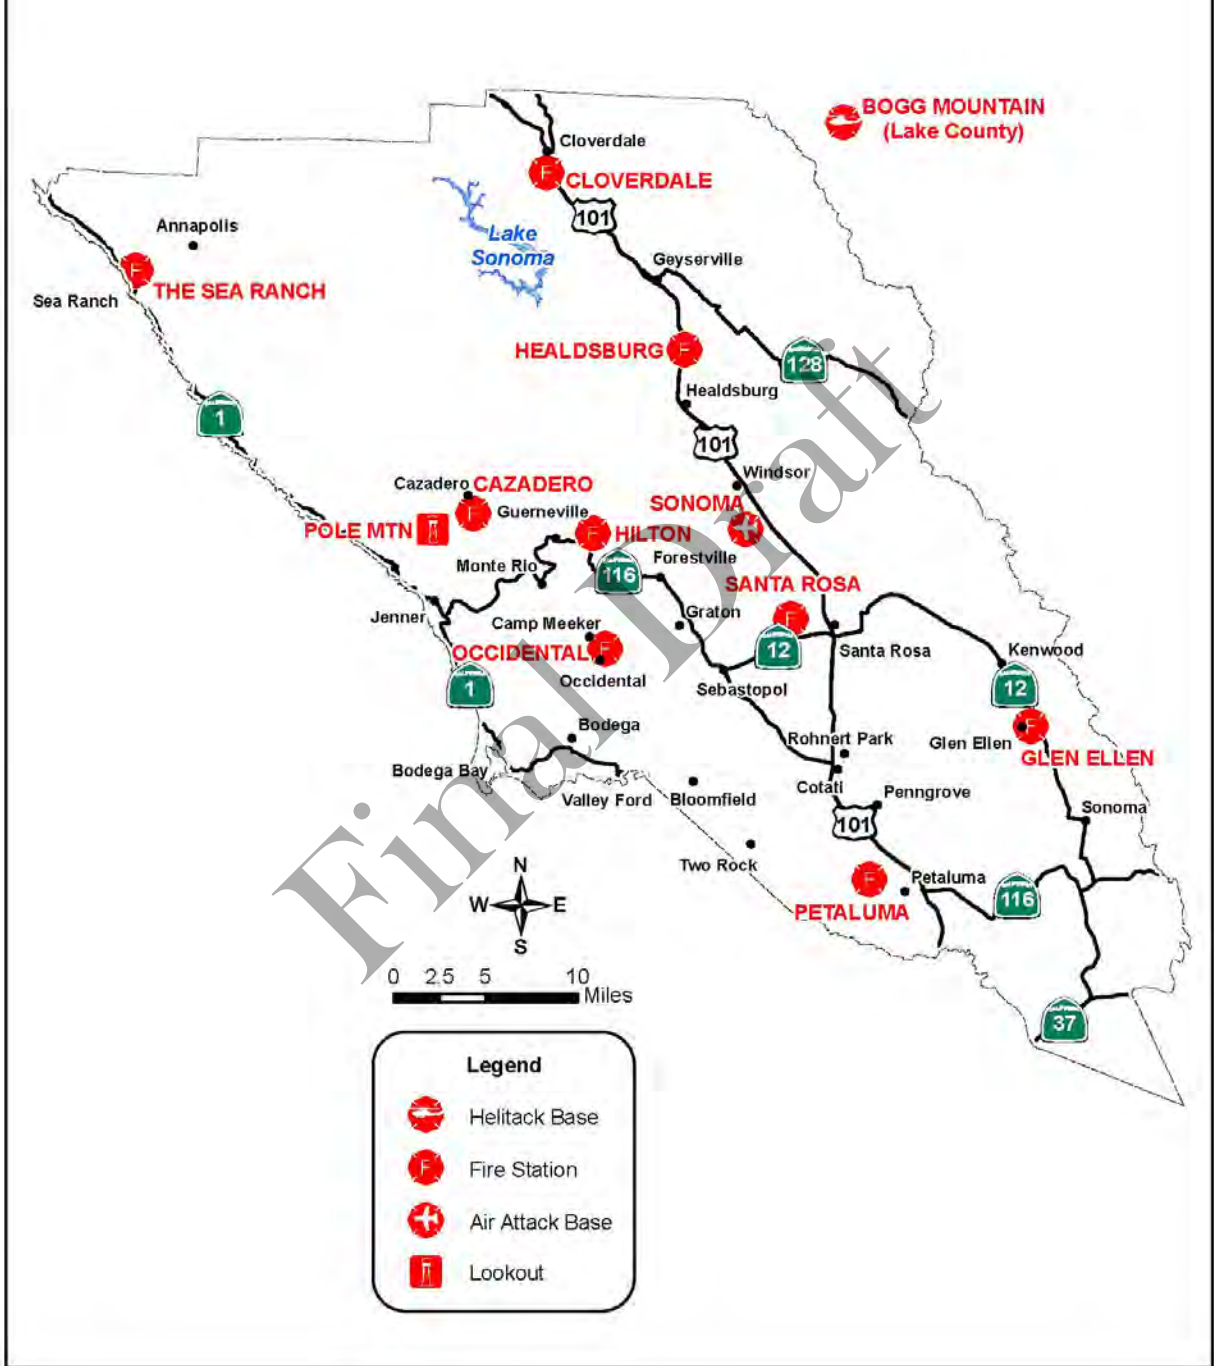 BOGG MOUNTAIN
(Lake County)
Cloverdale
F
CLOVERDALE
101
Annapolis
Lake
Sonoma
Geyserville
F
THE SEA RANCH
Sea Ranch
HEALDSBURG
F
128
Healdsburg
1
101
Windsor
Cazadero
CAZADERO
SONOMA
F
Guerneville
POLE MTN
F
HILTON
Forestville
Monte Rio
116
SANTA ROSA
Jenner
Graton
F
Camp Meeker
OCCIDENTAL
F
12
Santa Rosa
Kenwood
Occidental
Sebastopol
1
12
Bodega
Rohnert Park
Glen Ellen
F
GLEN ELLEN
Bodega Bay
Cotati
Valley Ford
Bloomfield
Penngrove
Sonoma
101
Two Rock
Petaluma
F
116
PETALUMA
N
W
E
S
0 2.5 5 10
Miles
37
Final Draft
Legend
Helitack Base
F
Fire Station
Air Attack Base
Lookout